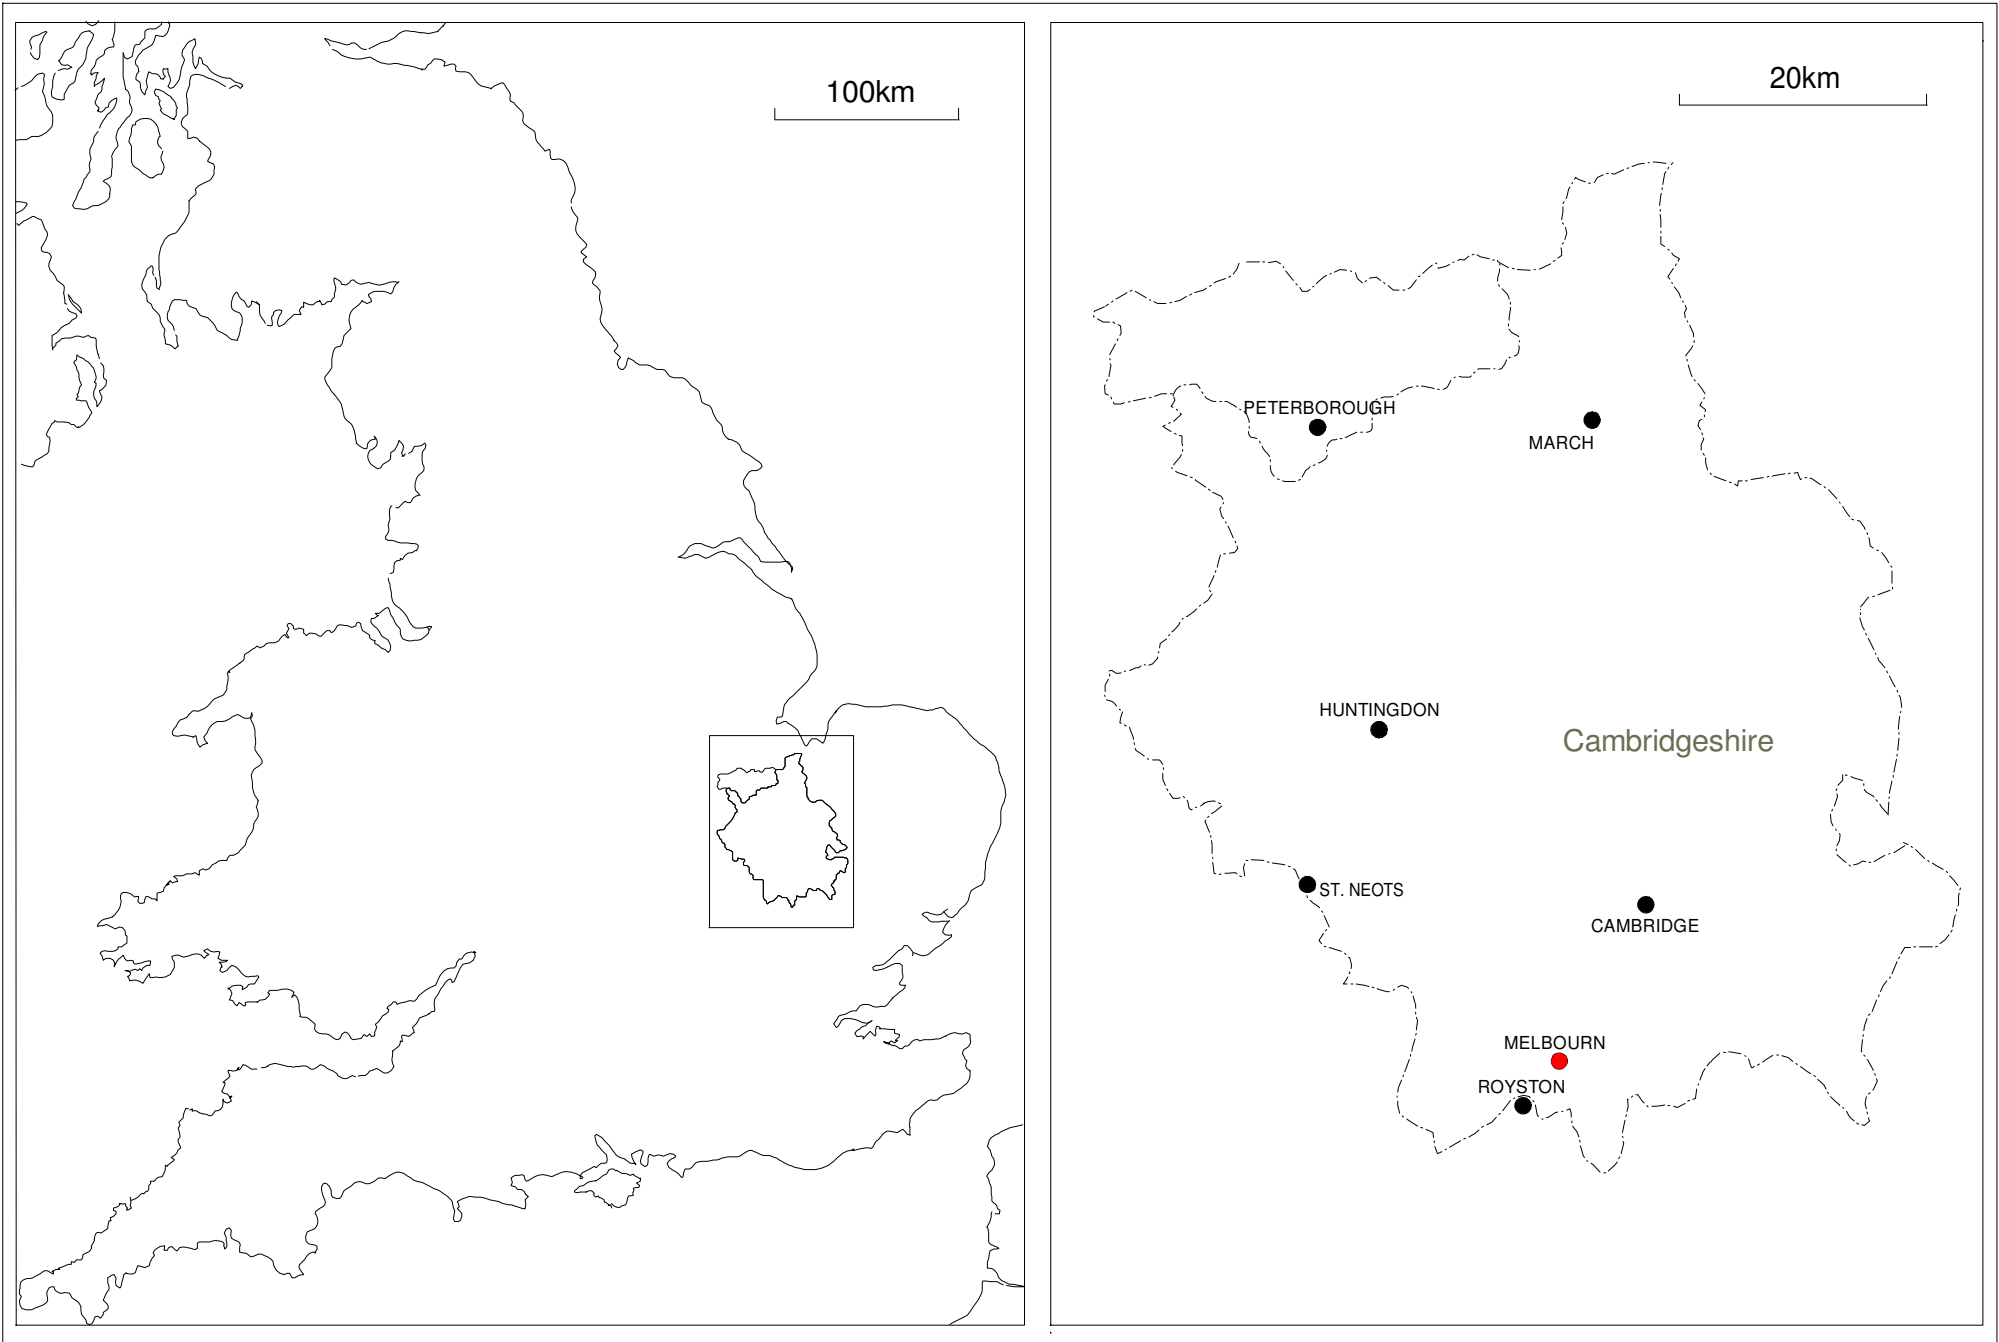 100km
20km
PETERBOROUGH
MARCH
HUNTINGDON
Cambridgeshire
ST. NEOTS
CAMBRIDGE
MELBOURN
ROYSTON